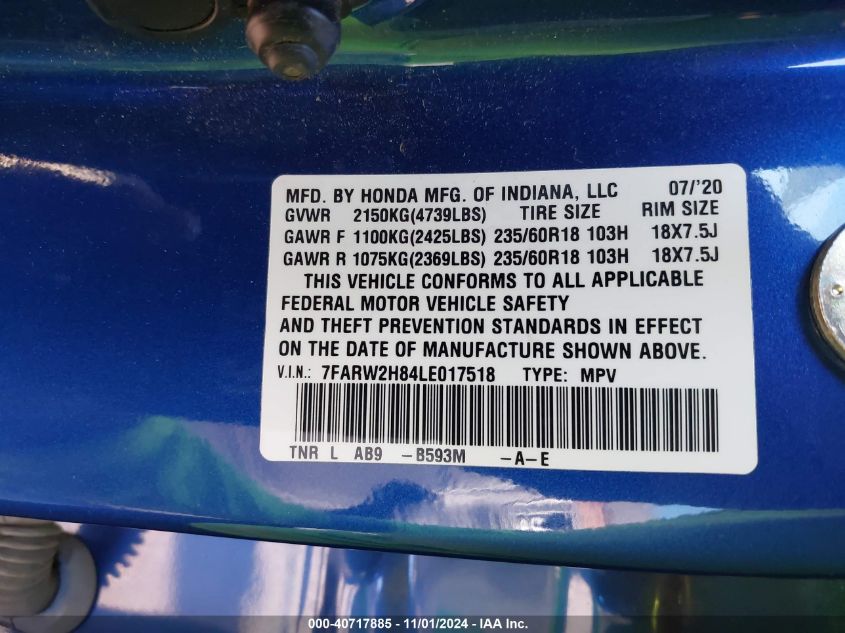 MFD. BY HONDA MFG. OF INDIANA, LLC 07/'20
GVWR 2150KG(4739LBS) TIRE SIZE RIM SIZE
GAWR F 1100KG(2425LBS) 235/60R18 103H 18X7.5J
GAWR R 1075KG(2369LBS) 235/60R18 103H 18X7.5J
THIS VEHICLE CONFORMS TO ALL APPLICABLE
FEDERAL MOTOR VEHICLE SAFETY
AND THEFT PREVENTION STANDARDS IN EFFECT
ON THE DATE OF MANUFACTURE SHOWN ABOVE.
V.I.N.: 7FARW2H84LE017518 TYPE: MPV
TNR L AB9 -B593M -A-E
000-40717885 - 11/01/2024 - IAA Inc.